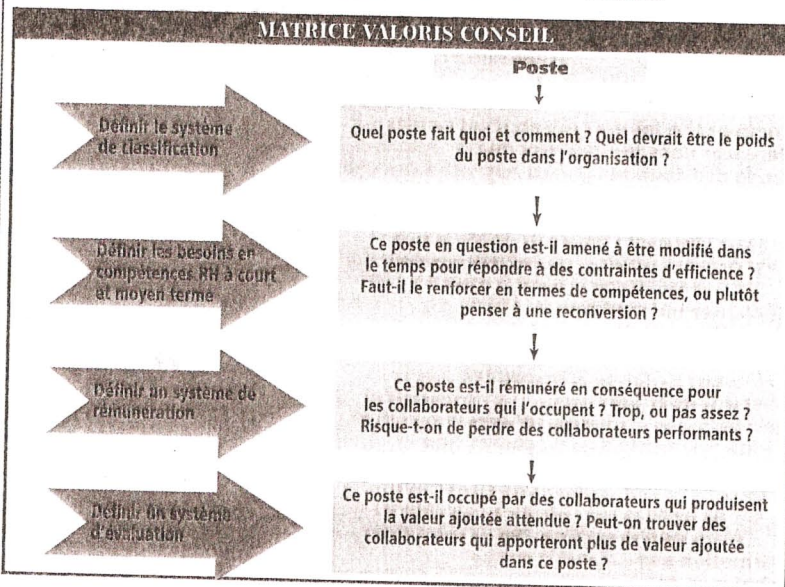 MATRICE VALORIS CONSEIL
Poste
Définir le système
de classification
Quel poste fait quoi et comment ? Quel devrait être le poids
du poste dans l'organisation ?
Définir les besoins en
compétences RH à court
et moyen terme
Ce poste en question est-il amené à être modifié dans
le temps pour répondre à des contraintes d'efficience ?
Faut-il le renforcer en termes de compétences, ou plutôt
penser à une reconversion ?
Définir un système de
rémunération
Ce poste est-il rémunéré en conséquence pour
les collaborateurs qui l'occupent ? Trop, ou pas assez ?
Risque-t-on de perdre des collaborateurs performants ?
Définir un système
d'évaluation
Ce poste est-il occupé par des collaborateurs qui produisent
la valeur ajoutée attendue ? Peut-on trouver des
collaborateurs qui apporteront plus de valeur ajoutée
dans ce poste ?